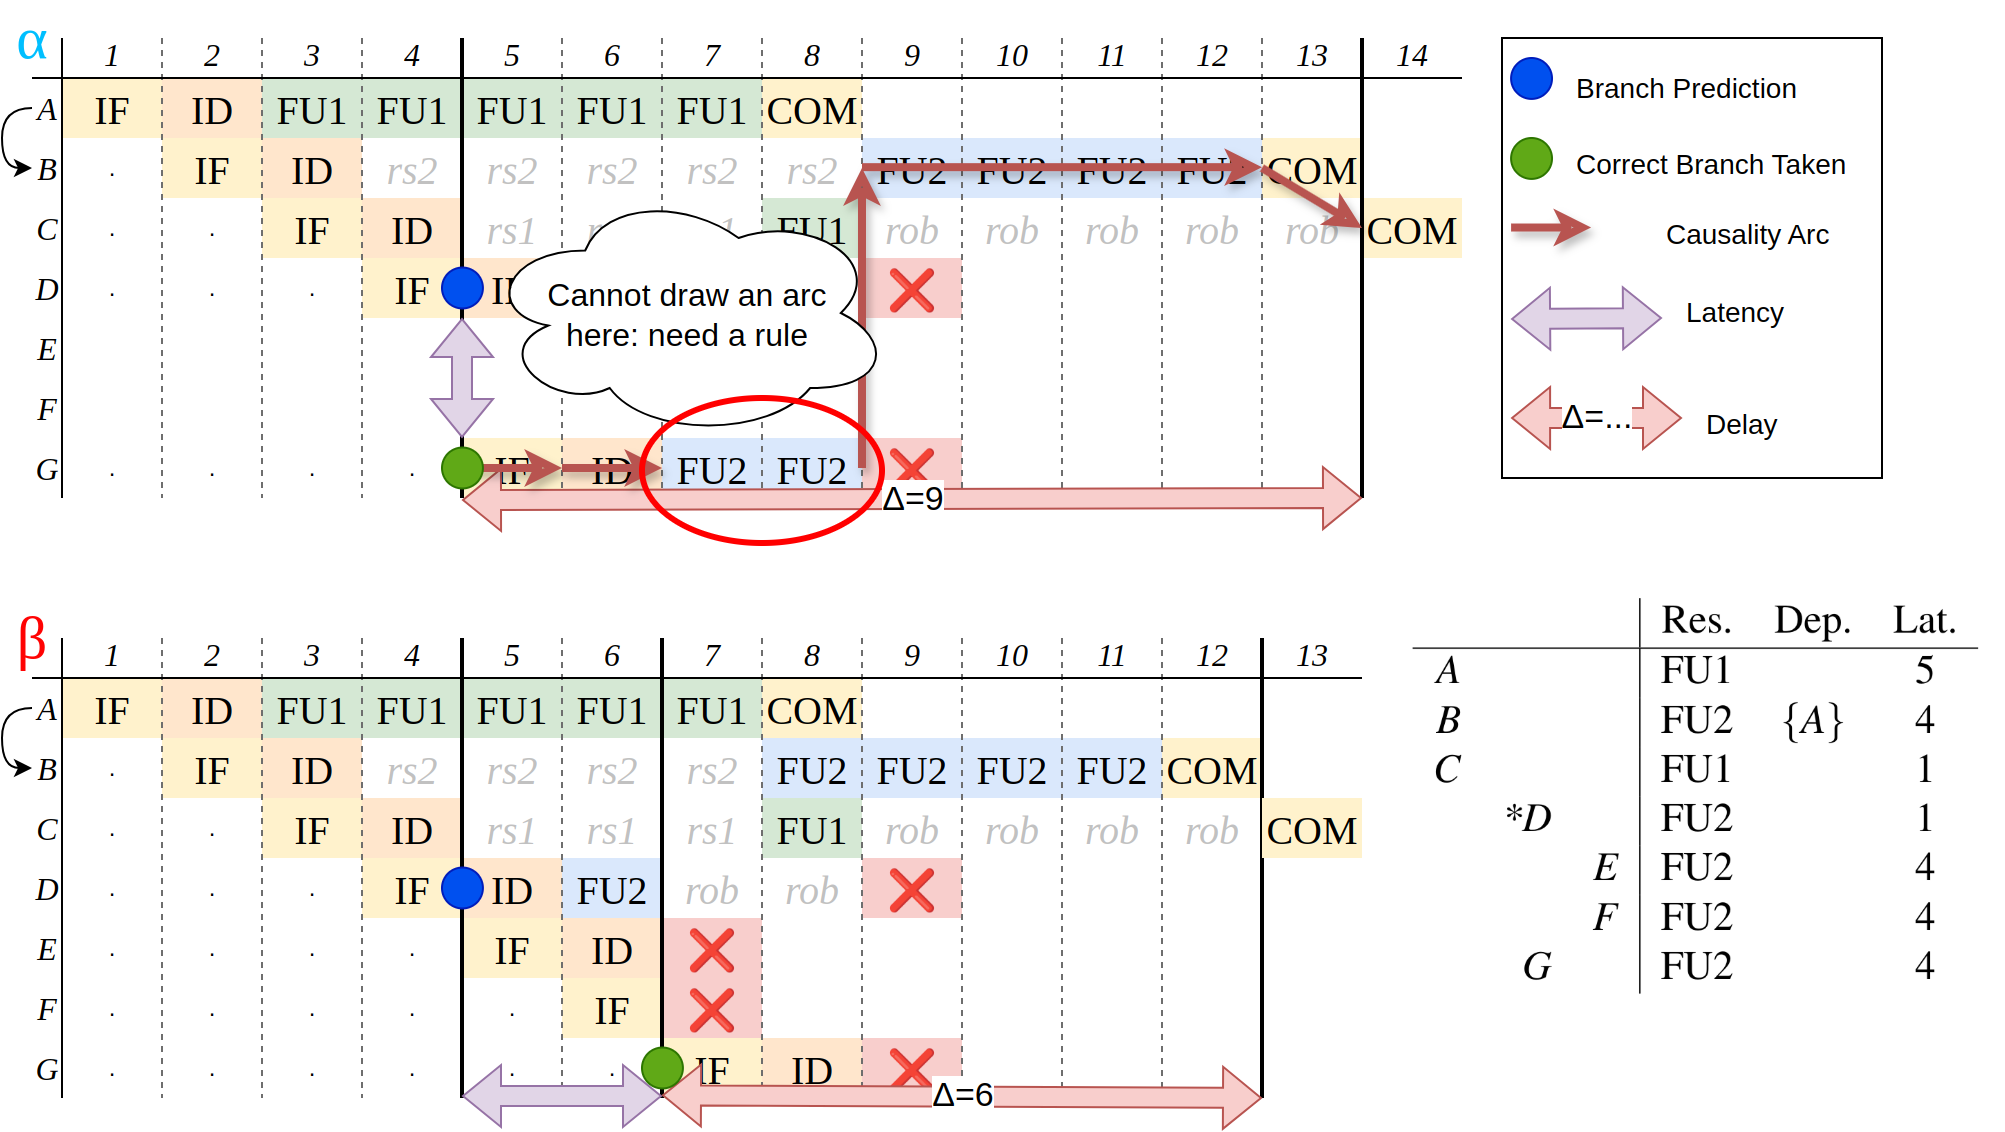 α 1 2 3 4 5 6 7 8 9 10 11 12 13 14
A IF ID FU1 FU1 FU1 FU1 FU1 COM
B . IF ID rs2 rs2 rs2 rs2 rs2 FU2 FU2 FU2 FU2 COM
C . . IF ID rs1 FU1 rob rob rob rob rob COM
D . . . IF ❌
Cannot draw an arc
here: need a rule
E
F
G . . . . IF ID FU2 FU2 ❌
Δ=9
Branch Prediction
Correct Branch Taken
Causality Arc
Latency
Δ=... Delay
β 1 2 3 4 5 6 7 8 9 10 11 12 13
A IF ID FU1 FU1 FU1 FU1 FU1 COM
B . IF ID rs2 rs2 rs2 rs2 FU2 FU2 FU2 FU2 COM
C . . IF ID rs1 rs1 rs1 FU1 rob rob rob rob COM
D . . . IF ID FU2 rob rob ❌
E . . . . IF ID ❌
F . . . . . IF ❌
G . . . . . . IF ID ❌
Δ=6
Res. Dep. Lat.
A FU1 5
B FU2 {A} 4
C FU1 1
*D FU2 1
E FU2 4
F FU2 4
G FU2 4